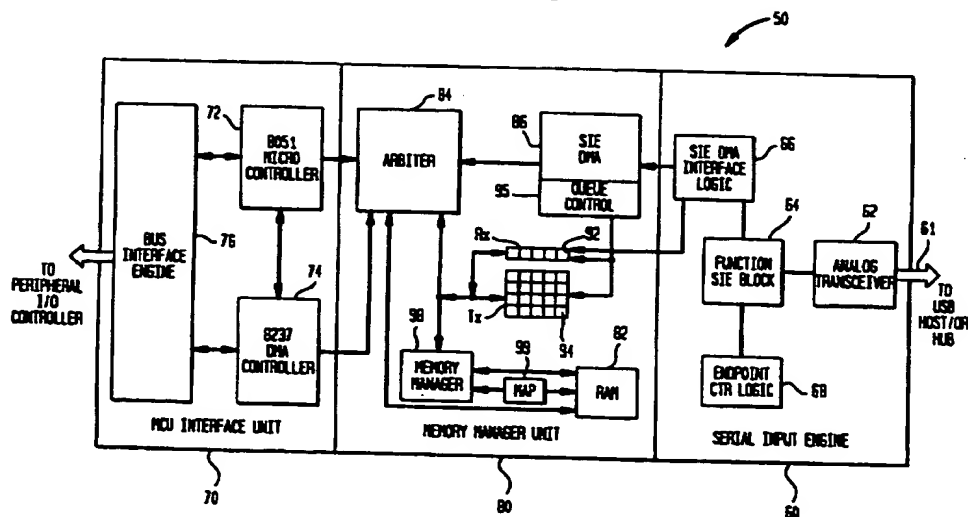 50
84
72
8051
MICRO
CONTROLLER
ARBITER
86
SIE
DMA
95
QUEUE
CONTROL
SIE DMA
INTERFACE
LOGIC
66
64
62
61
BUS
INTERFACE
ENGINE
76
Rx
92
FUNCTION
SIE BLOCK
ANALOG
TRANSCEIVER
TO
PERIPHERAL
I/O
CONTROLLER
74
8237
DMA
CONTROLLER
Tx
94
82
TO
USB
HOST/OR
HUB
98
MEMORY
MANAGER
99
MAP
RAM
ENDPOINT
CTR LOGIC
68
MCU INTERFACE UNIT
MEMORY MANAGER UNIT
SERIAL INPUT ENGINE
70
80
60